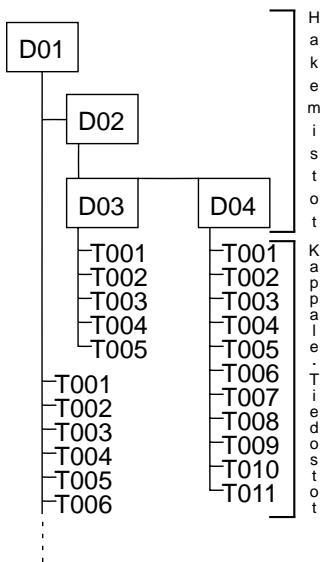 D01
D02
D03
D04
T001
T002
T003
T004
T005
T001
T002
T003
T004
T005
T006
T007
T008
T009
T010
T011
T001
T002
T003
T004
T005
T006
Hakemistot
Kappale-Tiedostot